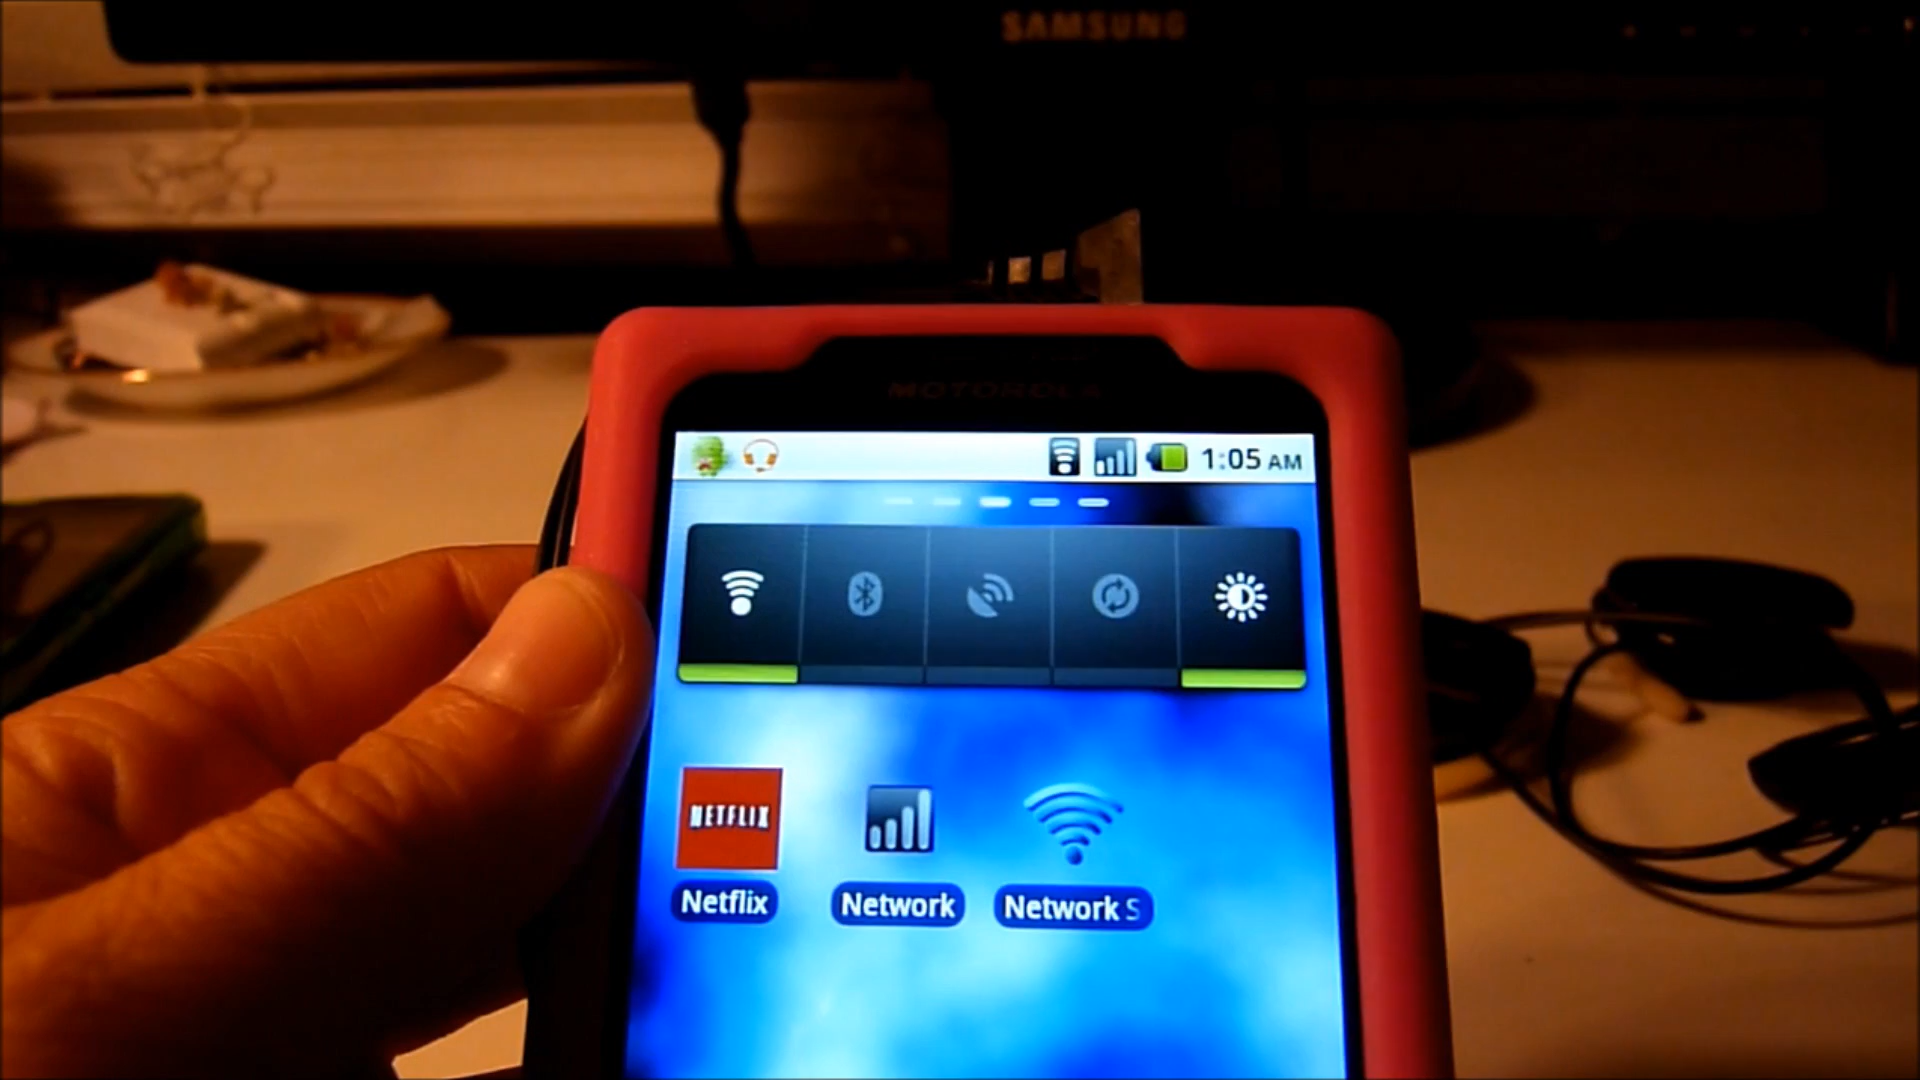 SAMSUNG
MOTOROLA
1:05 AM
NETFLIX
Netflix
Network
Network S